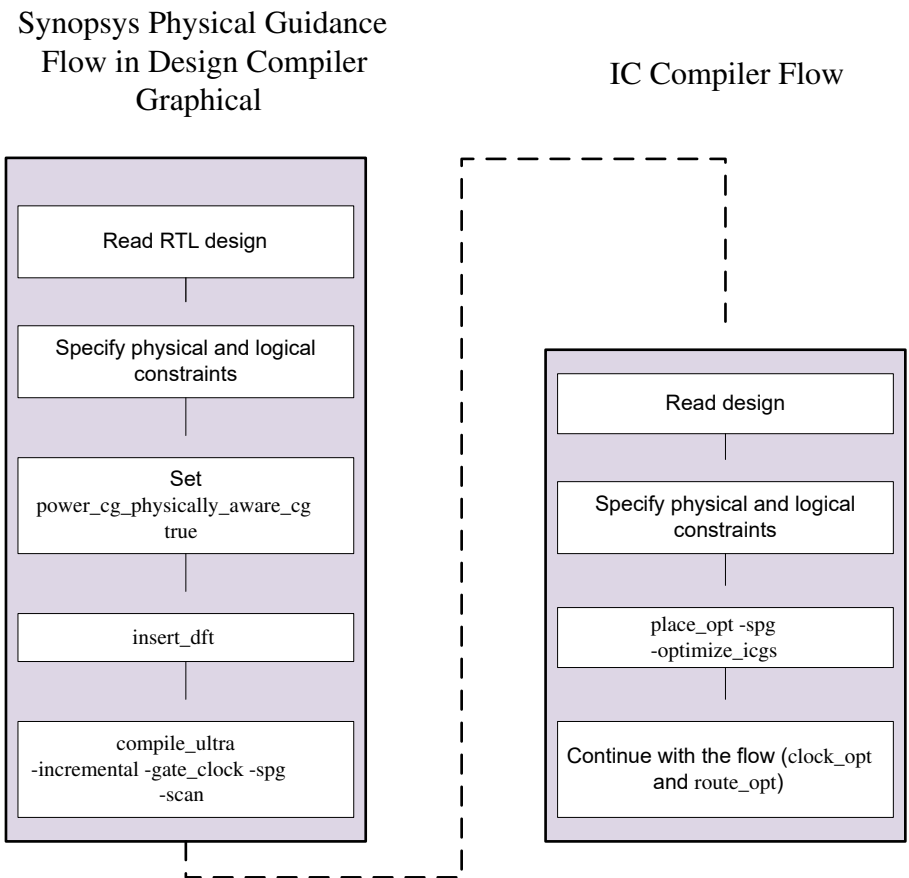 Synopsys Physical Guidance
Flow in Design Compiler
Graphical
IC Compiler Flow
Read RTL design
Specify physical and logical
constraints
Set
power_cg_physically_aware_cg
true
insert_dft
compile_ultra
-incremental -gate_clock -spg
-scan
Read design
Specify physical and logical
constraints
place_opt -spg
-optimize_icgs
Continue with the flow (clock_opt
and route_opt)